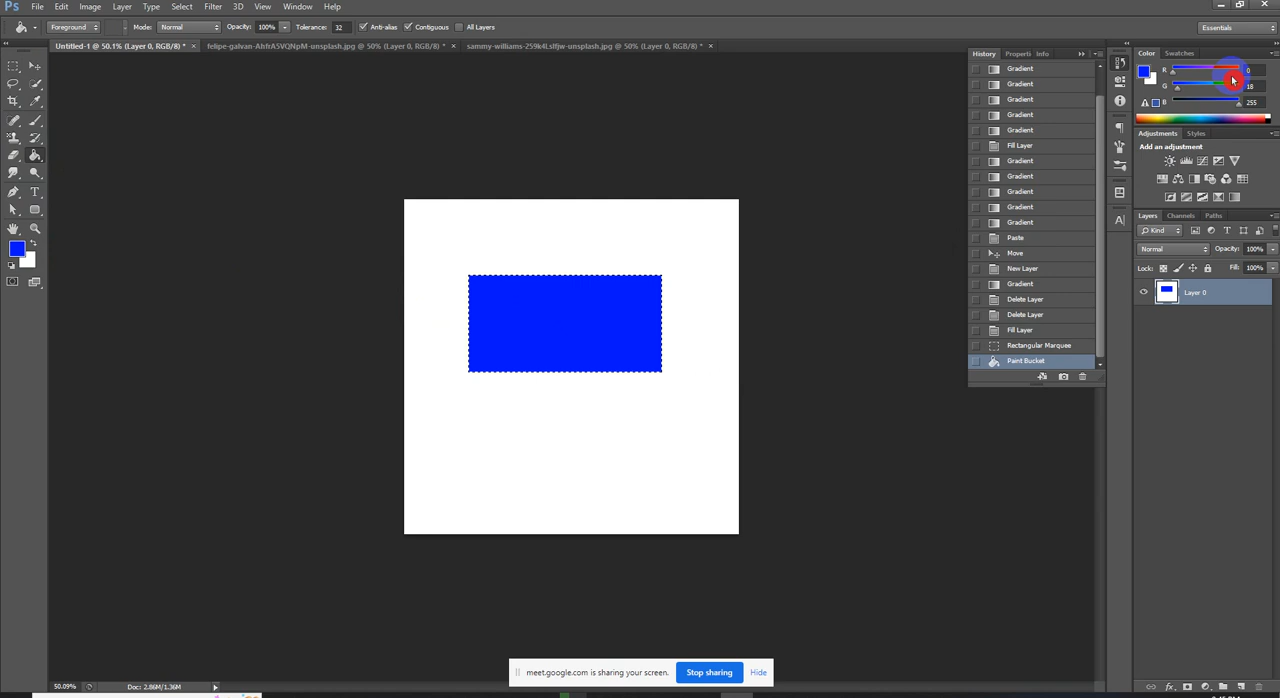 Ps File Edit Image Layer Type Select Filter 3D View Window Help
Foreground Mode: Normal Opacity: 100% Tolerance: 32 Anti-alias Contiguous All Layers Essentials
Untitled-1 @ 50.1% (Layer 0, RGB/8) * × felipe-galvan-AhfrA5VQNpM-unsplash.jpg @ 50% (Layer 0, RGB/8) * × sammy-williams-259k4Lslfjw-unsplash.jpg @ 50% (Layer 0, RGB/8) * ×
History Properti Info
Gradient
Gradient
Gradient
Gradient
Gradient
Fill Layer
Gradient
Gradient
Gradient
Gradient
Gradient
Paste
Move
New Layer
Gradient
Delete Layer
Delete Layer
Fill Layer
Rectangular Marquee
Paint Bucket
Color Swatches
R 0
G 18
B 255
Adjustments Styles
Add an adjustment
Layers Channels Paths
Kind
Normal Opacity: 100%
Lock: Fill: 100%
Layer 0
meet.google.com is sharing your screen. Stop sharing Hide
50.09% Doc: 2.86M/1.36M